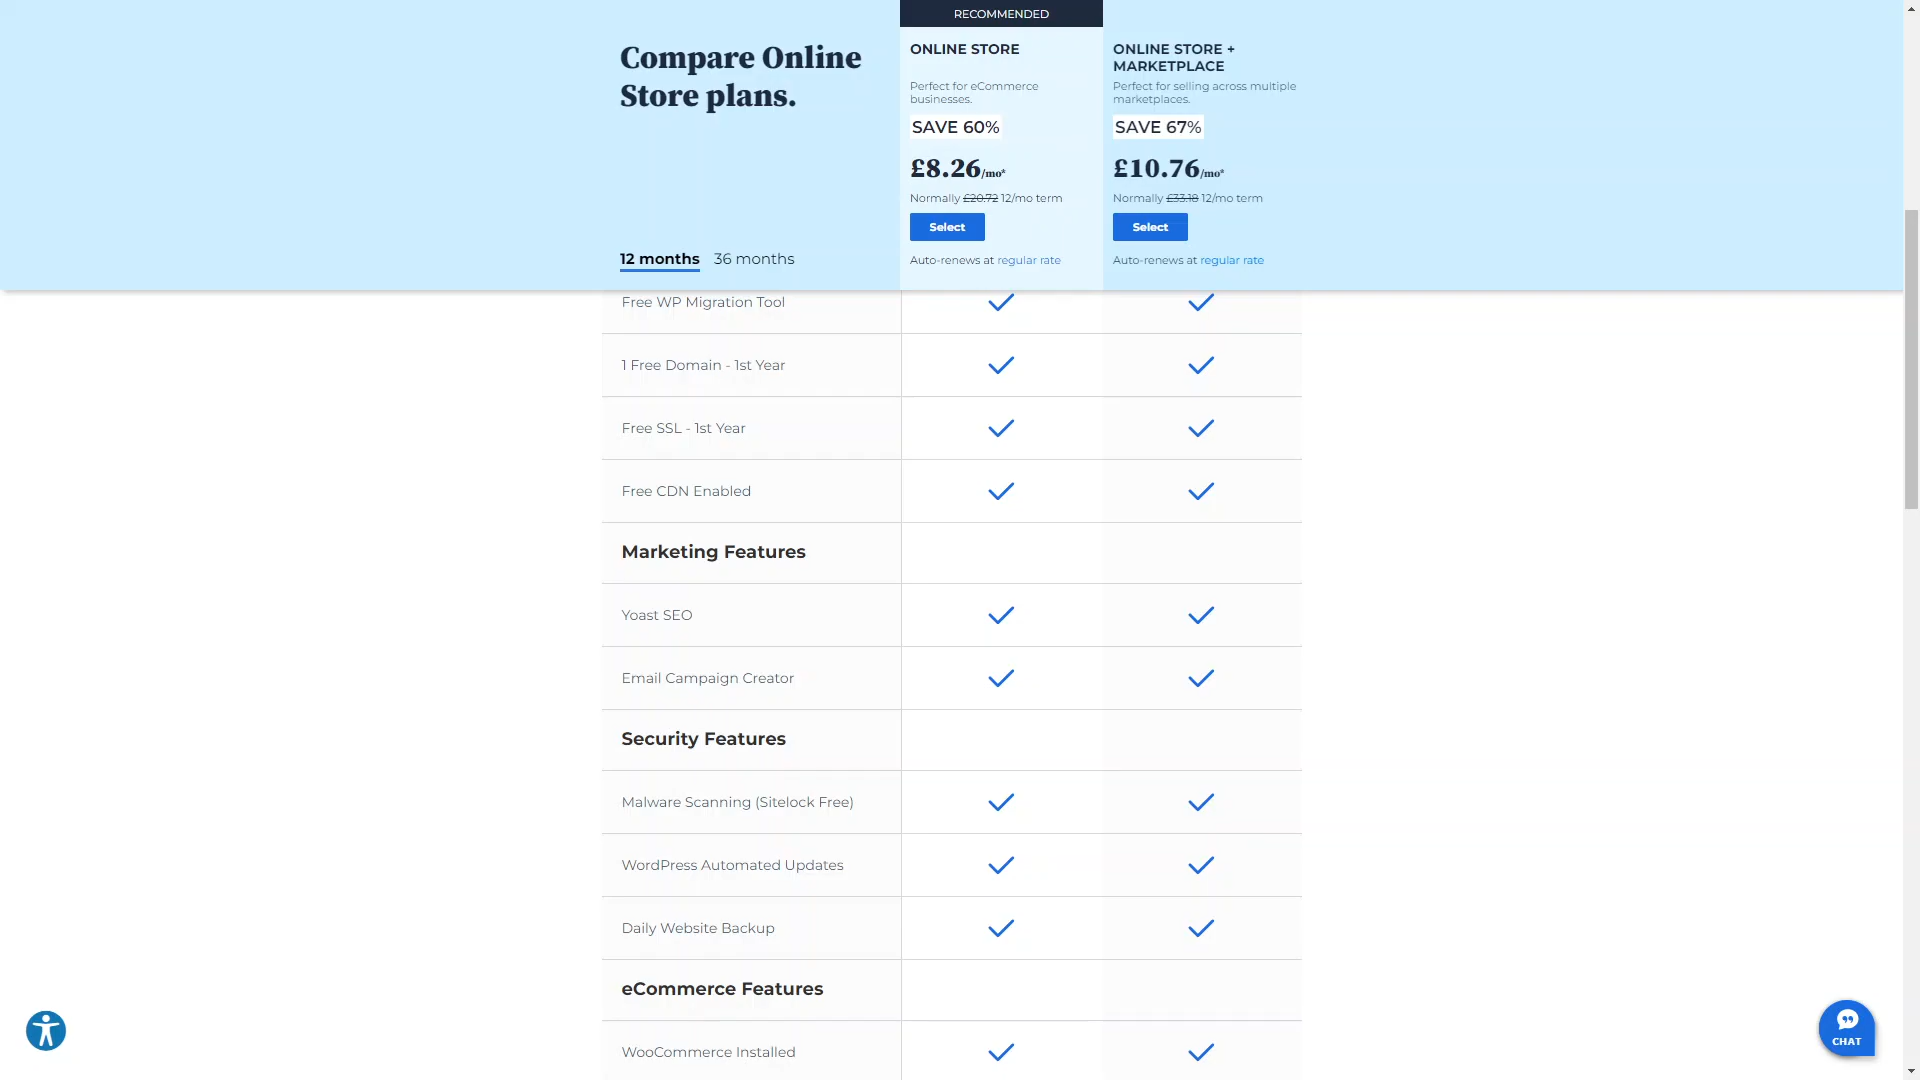 RECOMMENDED
Compare Online
Store plans.
ONLINE STORE
Perfect for eCommerce
businesses.
SAVE 60%
£8.26/mo*
Normally £20.72 12/mo term
Select
Auto-renews at regular rate
ONLINE STORE +
MARKETPLACE
Perfect for selling across multiple
marketplaces.
SAVE 67%
£10.76/mo*
Normally £33.18 12/mo term
Select
Auto-renews at regular rate
12 months 36 months
Free WP Migration Tool
1 Free Domain - 1st Year
Free SSL - 1st Year
Free CDN Enabled
Marketing Features
Yoast SEO
Email Campaign Creator
Security Features
Malware Scanning (Sitelock Free)
WordPress Automated Updates
Daily Website Backup
eCommerce Features
WooCommerce Installed
CHAT